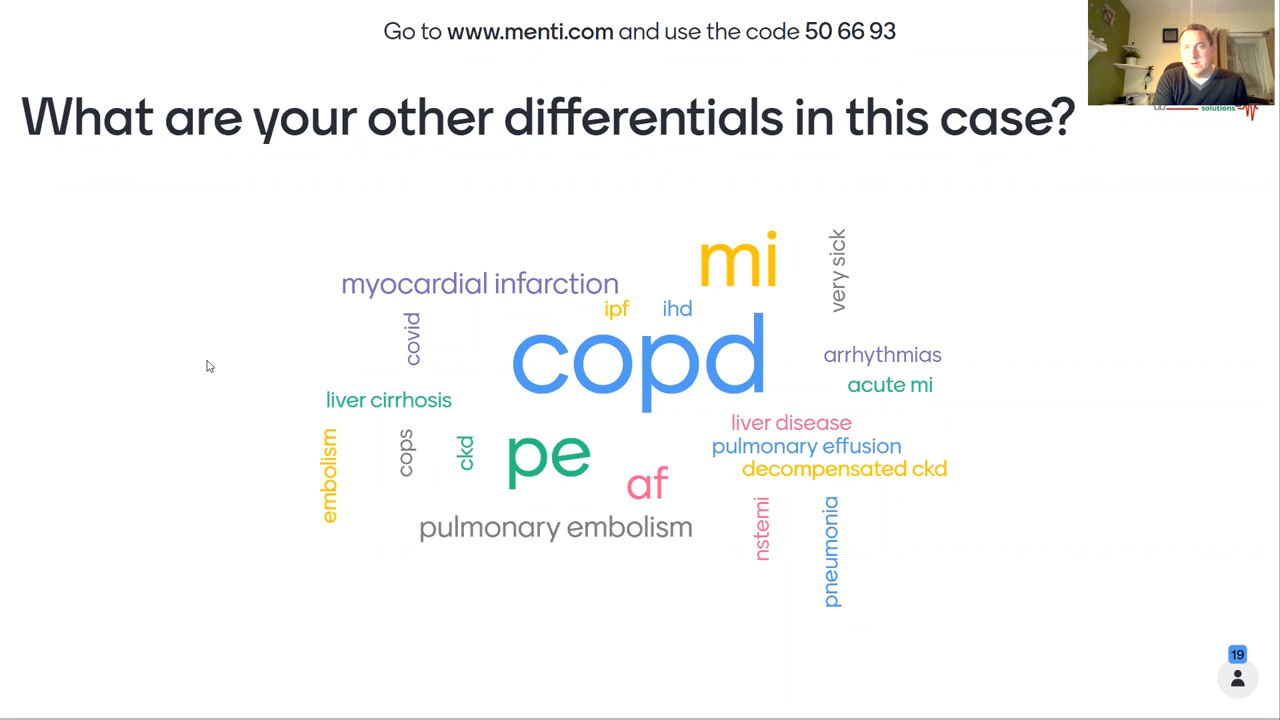 Go to www.menti.com and use the code 50 66 93
What are your other differentials in this case?
solutions
mi
very sick
myocardial infarction
ipf
ihd
covid
copd
arrhythmias
acute mi
liver cirrhosis
liver disease
embolism
cops
ckd
pe
pulmonary effusion
af
decompensated ckd
pulmonary embolism
nstemi
pneumonia
19